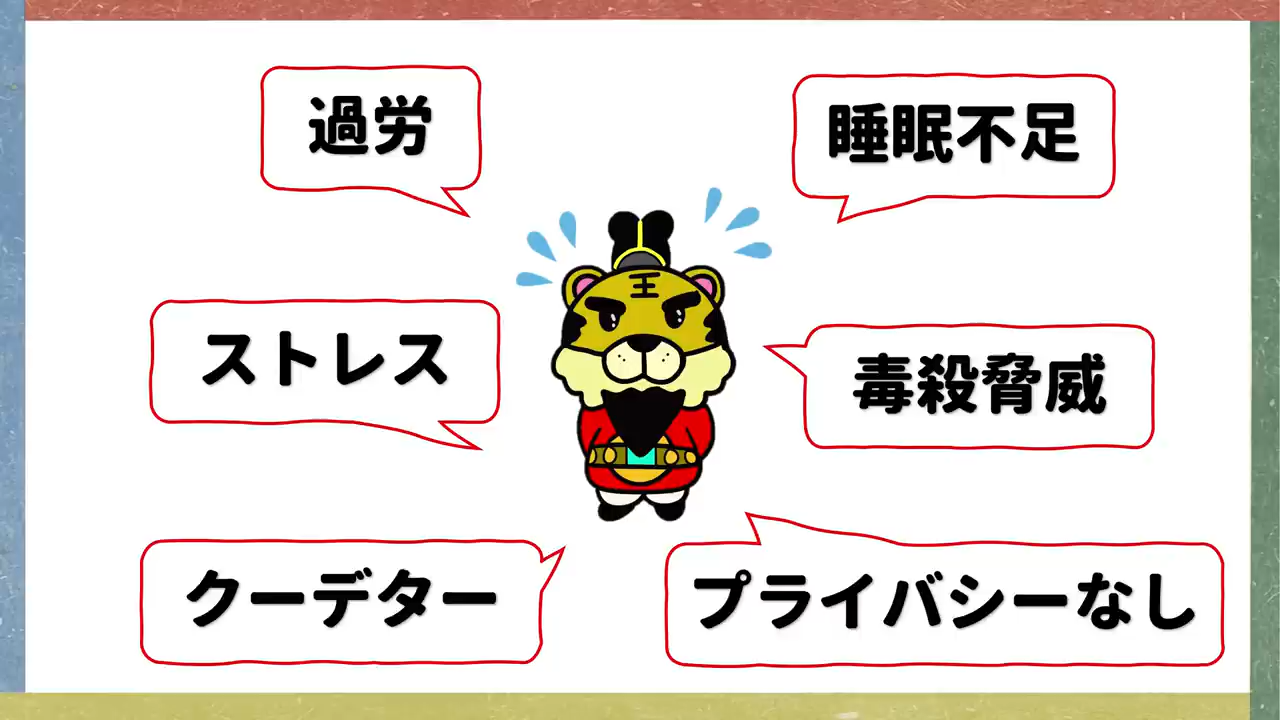 過労
睡眠不足
王
ストレス
毒殺脅威
クーデター
プライバシーなし